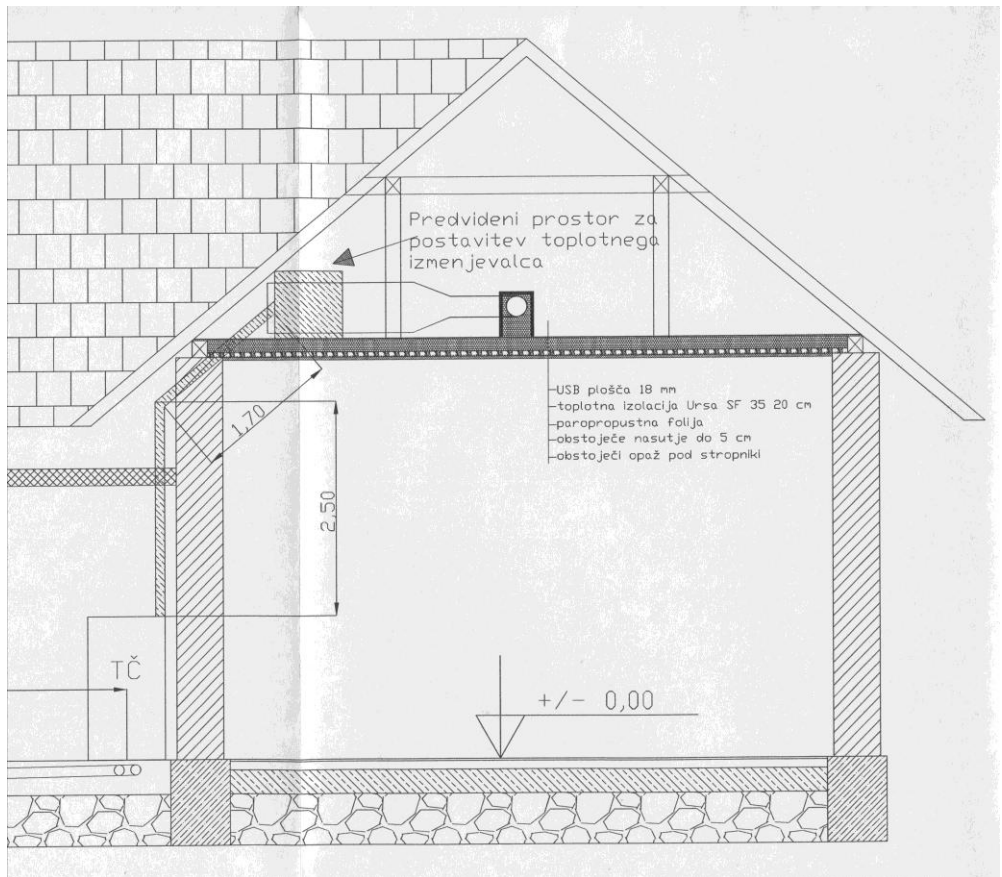 Predvideni prostor za
postavitev toplotnega
izmenjevalca
USB plošča 18 mm
toplotna izolacija Ursa SF 35 20 cm
paropropustna folija
obstoječe nasutje do 5 cm
obstoječi opaž pod stropniki
1,70
2,50
TČ
+/- 0,00